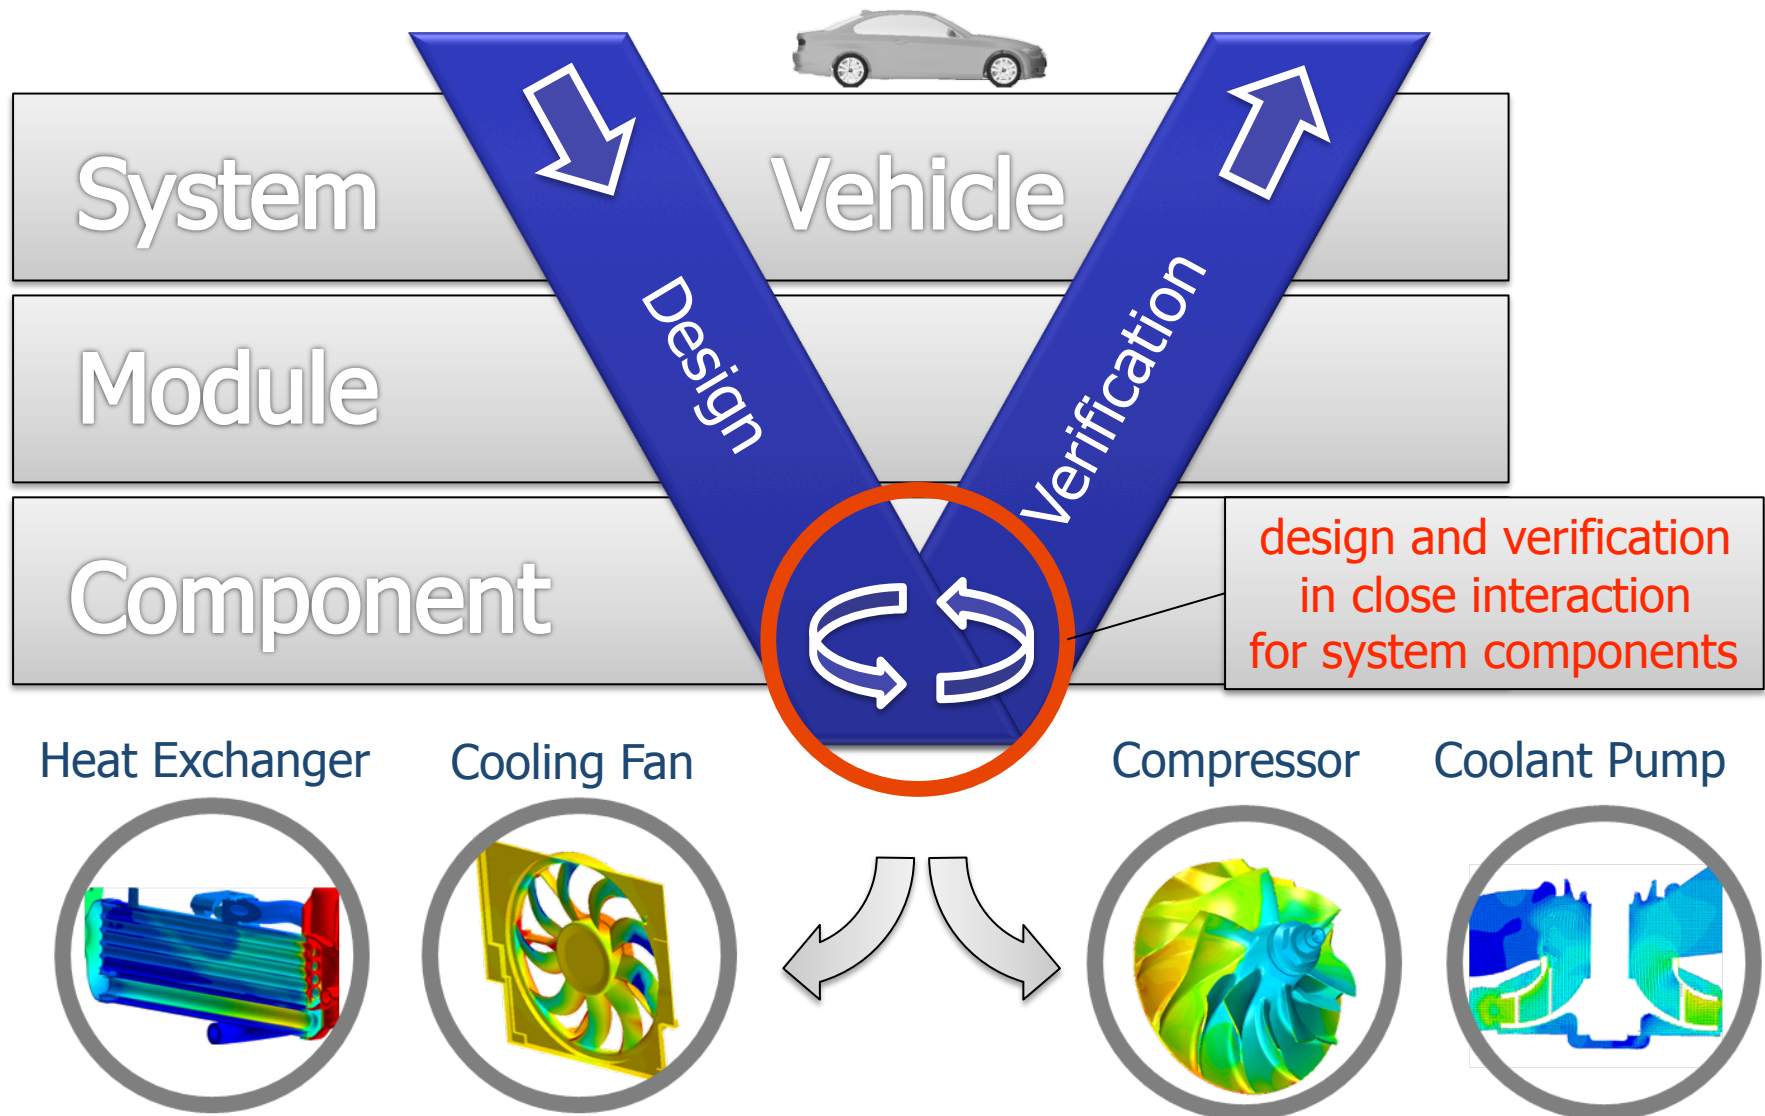 System
Vehicle
Design
Verification
Module
Component
design and verification
in close interaction
for system components
Heat Exchanger
Cooling Fan
Compressor
Coolant Pump